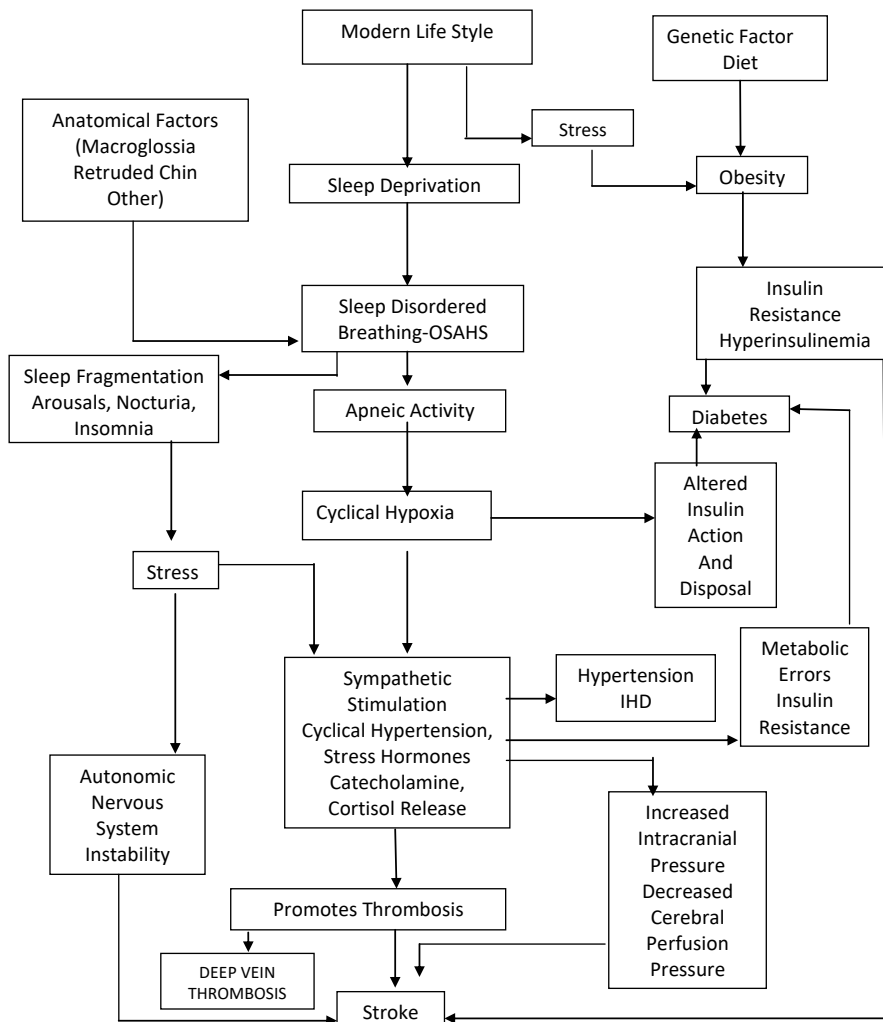 Modern Life Style
Genetic Factor
Diet
Anatomical Factors
(Macroglossia
Retruded Chin
Other)
Stress
Sleep Deprivation
Obesity
Sleep Disordered
Breathing-OSAHS
Insulin
Resistance
Hyperinsulinemia
Sleep Fragmentation
Arousals, Nocturia,
Insomnia
Apneic Activity
Diabetes
Cyclical Hypoxia
Altered
Insulin
Action
And
Disposal
Stress
Sympathetic
Stimulation
Cyclical Hypertension,
Stress Hormones
Catecholamine,
Cortisol Release
Hypertension
IHD
Metabolic
Errors
Insulin
Resistance
Autonomic
Nervous
System
Instability
Increased
Intracranial
Pressure
Decreased
Cerebral
Perfusion
Pressure
Promotes Thrombosis
DEEP VEIN
THROMBOSIS
Stroke